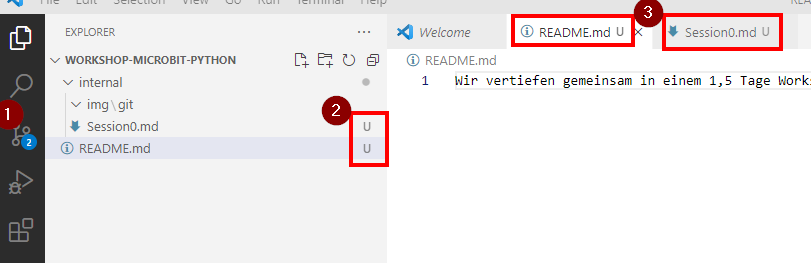 File Edit Selection View Go Run Terminal Help
3
EXPLORER ...
Welcome README.md U × Session0.md U
WORKSHOP-MICROBIT-PYTHON
README.md
internal
1 Wir vertiefen gemeinsam in einem 1,5 Tage Works
img\git
2
1
Session0.md U
2
README.md U